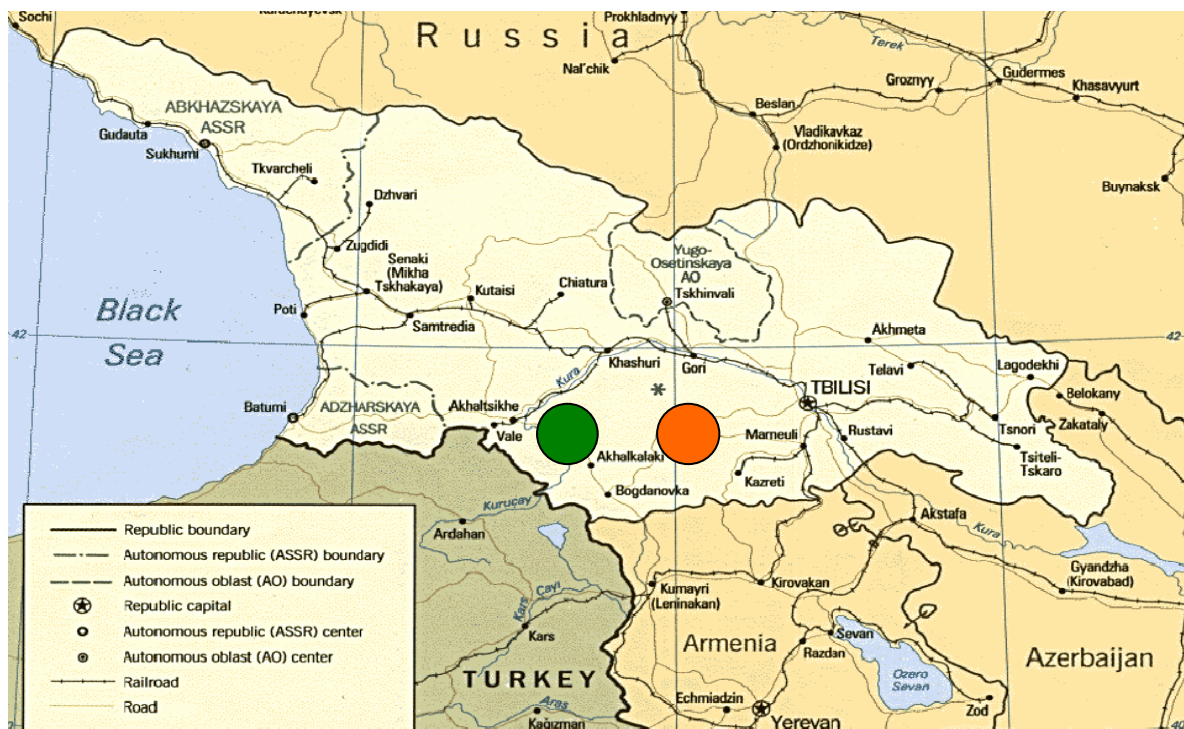 Sochi
Prokhladnyy
Russia
Nal'chik
Terek
Groznyy
Gudermes
Khasavyurt
Beslan
ABKHAZSKAYA
ASSR
Gudauta
Sukhumi
Vladikavkaz
(Ordzhonikidze)
Tkvarcheli
Dzhvari
Buynaksk
Zugdidi
Yugo-
Osetinskaya
AO
Senaki
(Mikha
Tskhakaya)
Kutaisi
Chiatura
Tskhinvali
Black
Sea
Poti
Samtredia
42
42
Akhmeta
Khashuri
Gori
Kura
*
Telavi
Lagodekhi
TBILISI
Belokany
Batumi
ADZHARSKAYA
ASSR
Akhaltsikhe
Vale
Marneuli
Rustavi
Tsnori
Zakataly
Tsiteli-
Tskaro
Akhalkalaki
Kazreti
Bogdanovka
Kurucay
Ardahan
Akstafa
Kura
Republic boundary
Autonomous republic (ASSR) boundary
Autonomous oblast (AO) boundary
Republic capital
Autonomous republic (ASSR) center
Autonomous oblast (AO) center
Railroad
Road
Kars Çayi
Kars
Kumayri
(Leninakan)
Kirovakan
Gyandzha
(Kirovabad)
Armenia
Sevan
Razdan
Azerbaijan
TURKEY
Ozero
Sevan
Echmiadzin
Aras
Kağızman
Yerevan
Zod
40